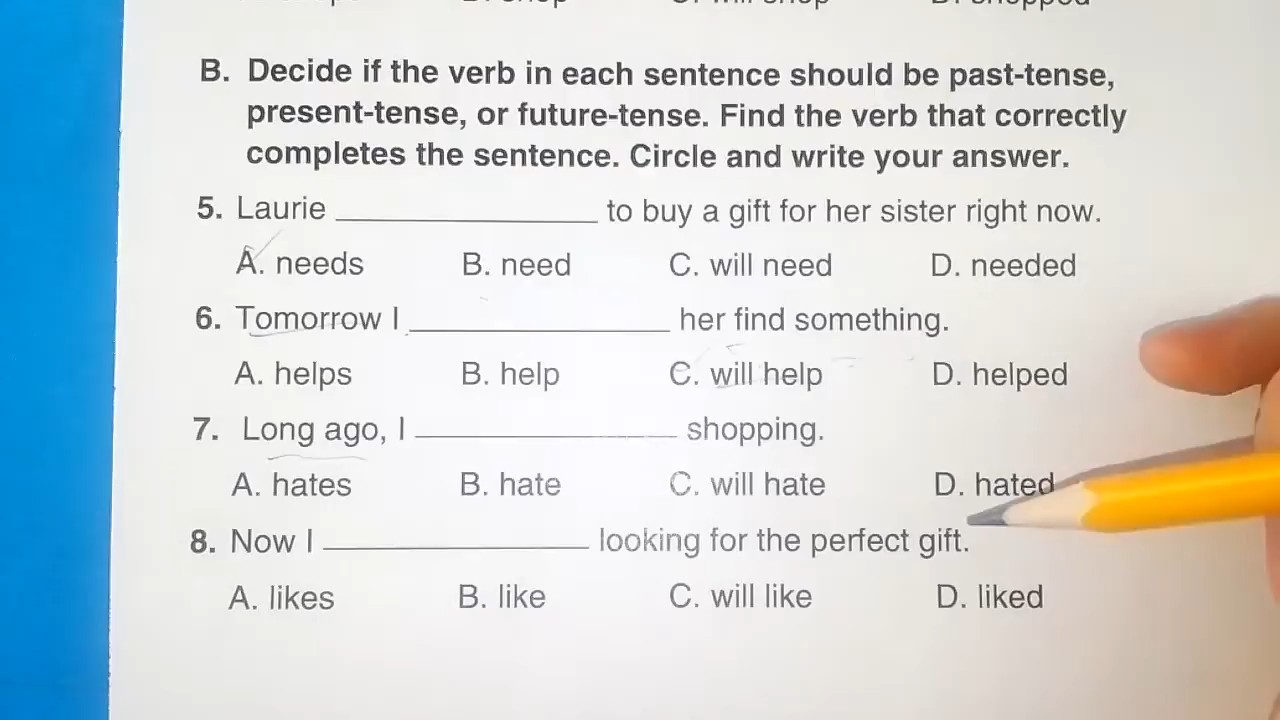 B. Decide if the verb in each sentence should be past-tense,
present-tense, or future-tense. Find the verb that correctly
completes the sentence. Circle and write your answer.
5. Laurie ________________ to buy a gift for her sister right now.
A. needs B. need C. will need D. needed
6. Tomorrow I ________________ her find something.
A. helps B. help C. will help D. helped
7. Long ago, I ________________ shopping.
A. hates B. hate C. will hate D. hated
8. Now I ________________ looking for the perfect gift.
A. likes B. like C. will like D. liked